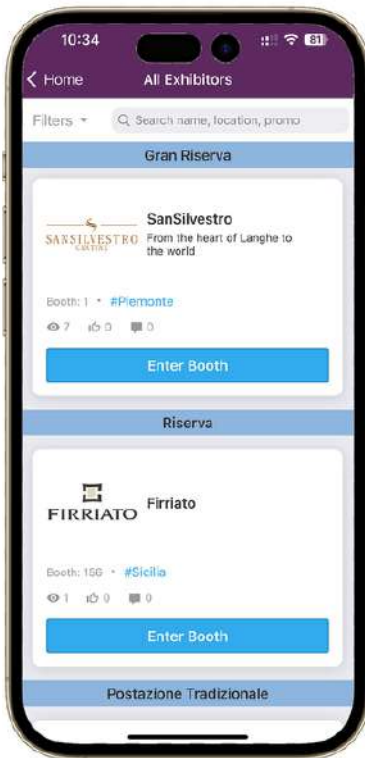 10:34
81
Home
All Exhibitors
Filters
Search name, location, promo
Gran Riserva
SANSILVESTRO
CANTINE
SanSilvestro
From the heart of Langhe to
the world
Booth: 1 • #Piemonte
7 0 0
Enter Booth
Riserva
FIRRIATO
Firriato
Booth: 15G • #Sicilia
1 0 0
Enter Booth
Postazione Tradizionale